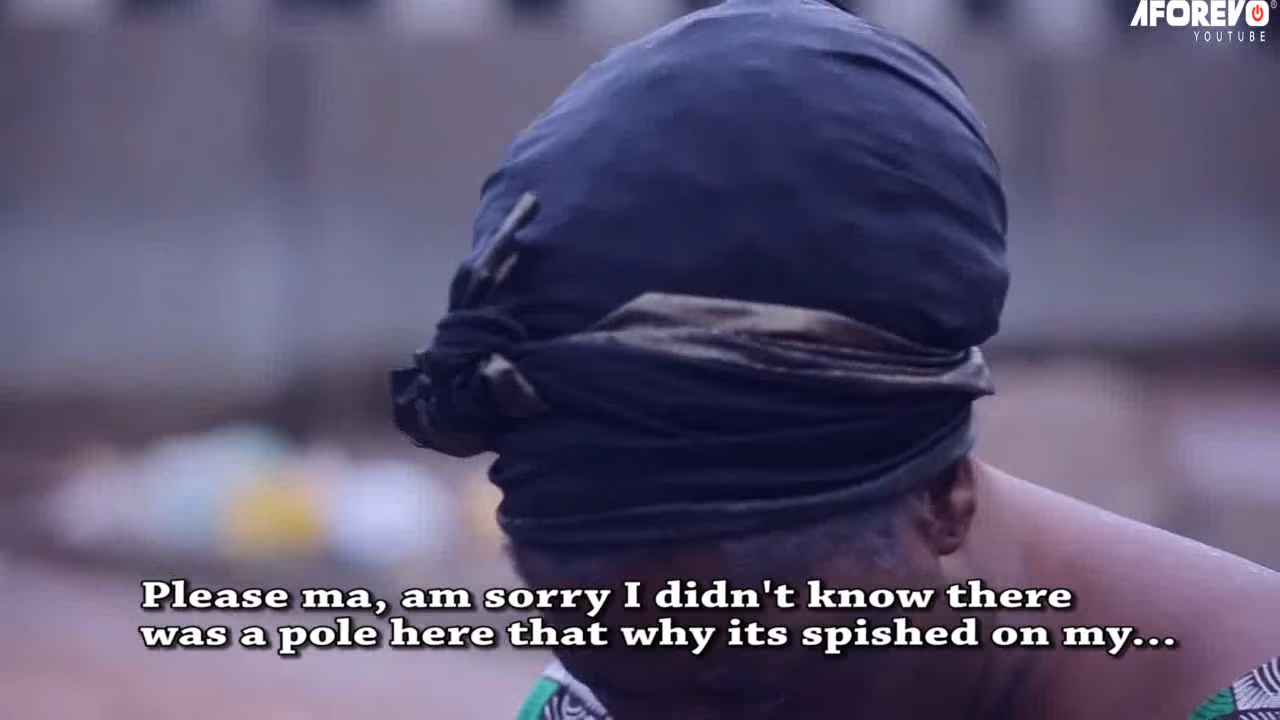 AFOREVO
YOUTUBE
Please ma, am sorry I didn't know there
was a pole here that why its spished on my...